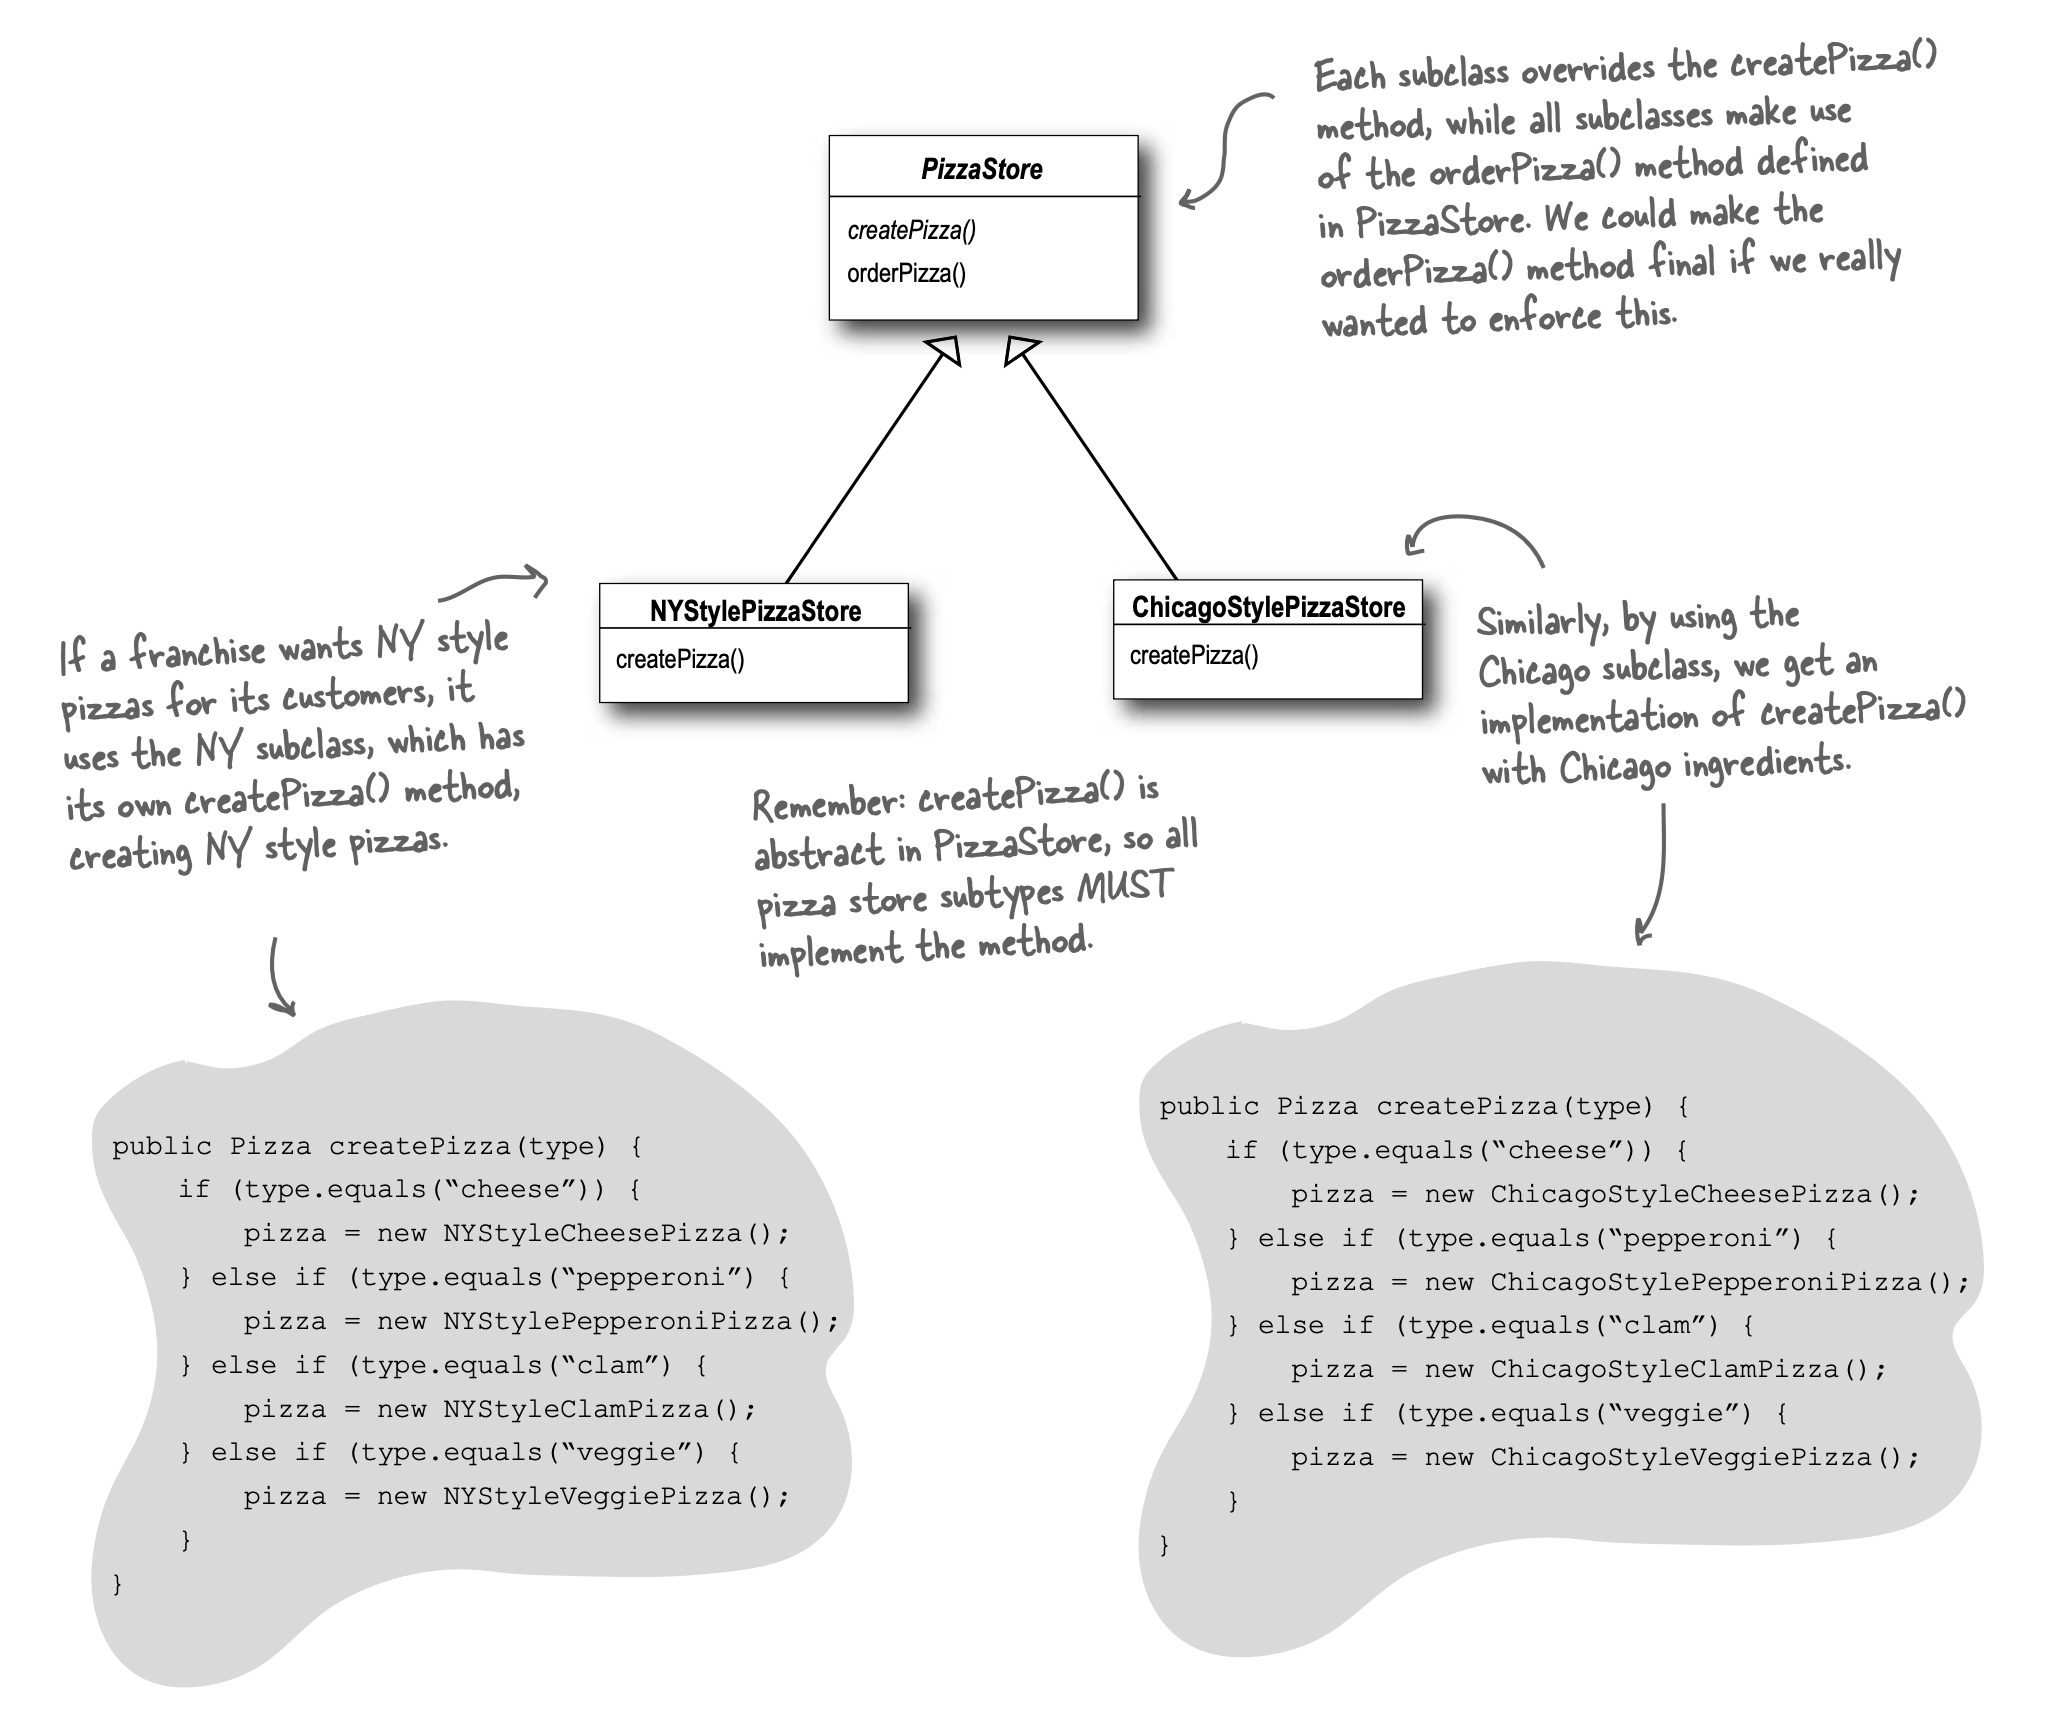 Each subclass overrides the createPizza()
method, while all subclasses make use
of the orderPizza() method defined
in PizzaStore. We could make the
orderPizza() method final if we really
wanted to enforce this.
PizzaStore
createPizza()
orderPizza()
NYStylePizzaStore
createPizza()
ChicagoStylePizzaStore
createPizza()
If a franchise wants NY style
pizzas for its customers, it
uses the NY subclass, which has
its own createPizza() method,
creating NY style pizzas.
Similarly, by using the
Chicago subclass, we get an
implementation of createPizza()
with Chicago ingredients.
Remember: createPizza() is
abstract in PizzaStore, so all
pizza store subtypes MUST
implement the method.
public Pizza createPizza(type) {
    if (type.equals(“cheese”)) {
        pizza = new NYStyleCheesePizza();
    } else if (type.equals(“pepperoni”) {
        pizza = new NYStylePepperoniPizza();
    } else if (type.equals(“clam”) {
        pizza = new NYStyleClamPizza();
    } else if (type.equals(“veggie”) {
        pizza = new NYStyleVeggiePizza();
    }
}
public Pizza createPizza(type) {
    if (type.equals(“cheese”)) {
        pizza = new ChicagoStyleCheesePizza();
    } else if (type.equals(“pepperoni”) {
        pizza = new ChicagoStylePepperoniPizza();
    } else if (type.equals(“clam”) {
        pizza = new ChicagoStyleClamPizza();
    } else if (type.equals(“veggie”) {
        pizza = new ChicagoStyleVeggiePizza();
    }
}